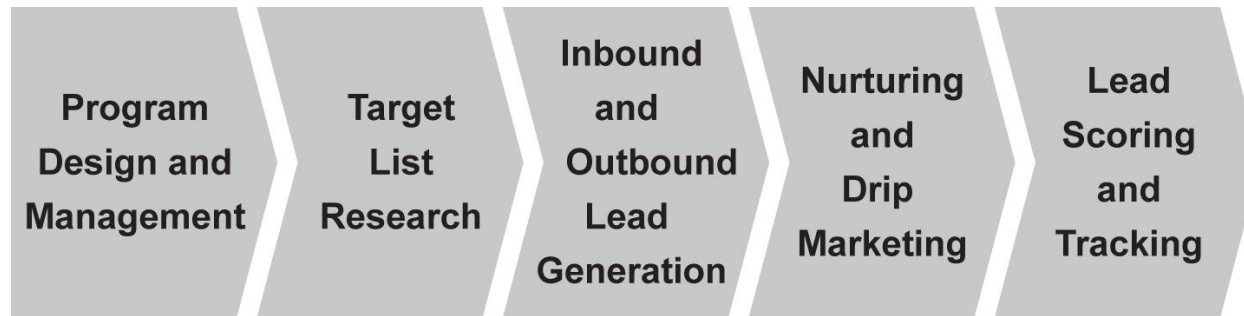 Program
Design and
Management
Target
List
Research
Inbound
and
Outbound
Lead
Generation
Nurturing
and
Drip
Marketing
Lead
Scoring
and
Tracking